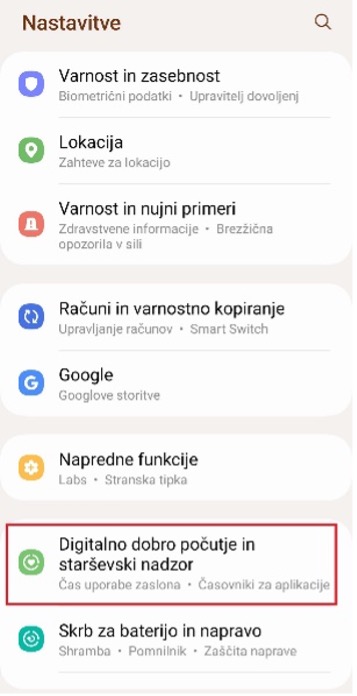 Nastavitve
Varnost in zasebnost
Biometrični podatki • Upravitelj dovoljenj
Lokacija
Zahteve za lokacijo
Varnost in nujni primeri
Zdravstvene informacije • Brezžična
opozorila v sili
Računi in varnostno kopiranje
Upravljanje računov • Smart Switch
Google
Googlove storitve
Napredne funkcije
Labs • Stranska tipka
Digitalno dobro počutje in
starševski nadzor
Čas uporabe zaslona • Časovniki za aplikacije
Skrb za baterijo in napravo
Shramba • Pomnilnik • Zaščita naprave